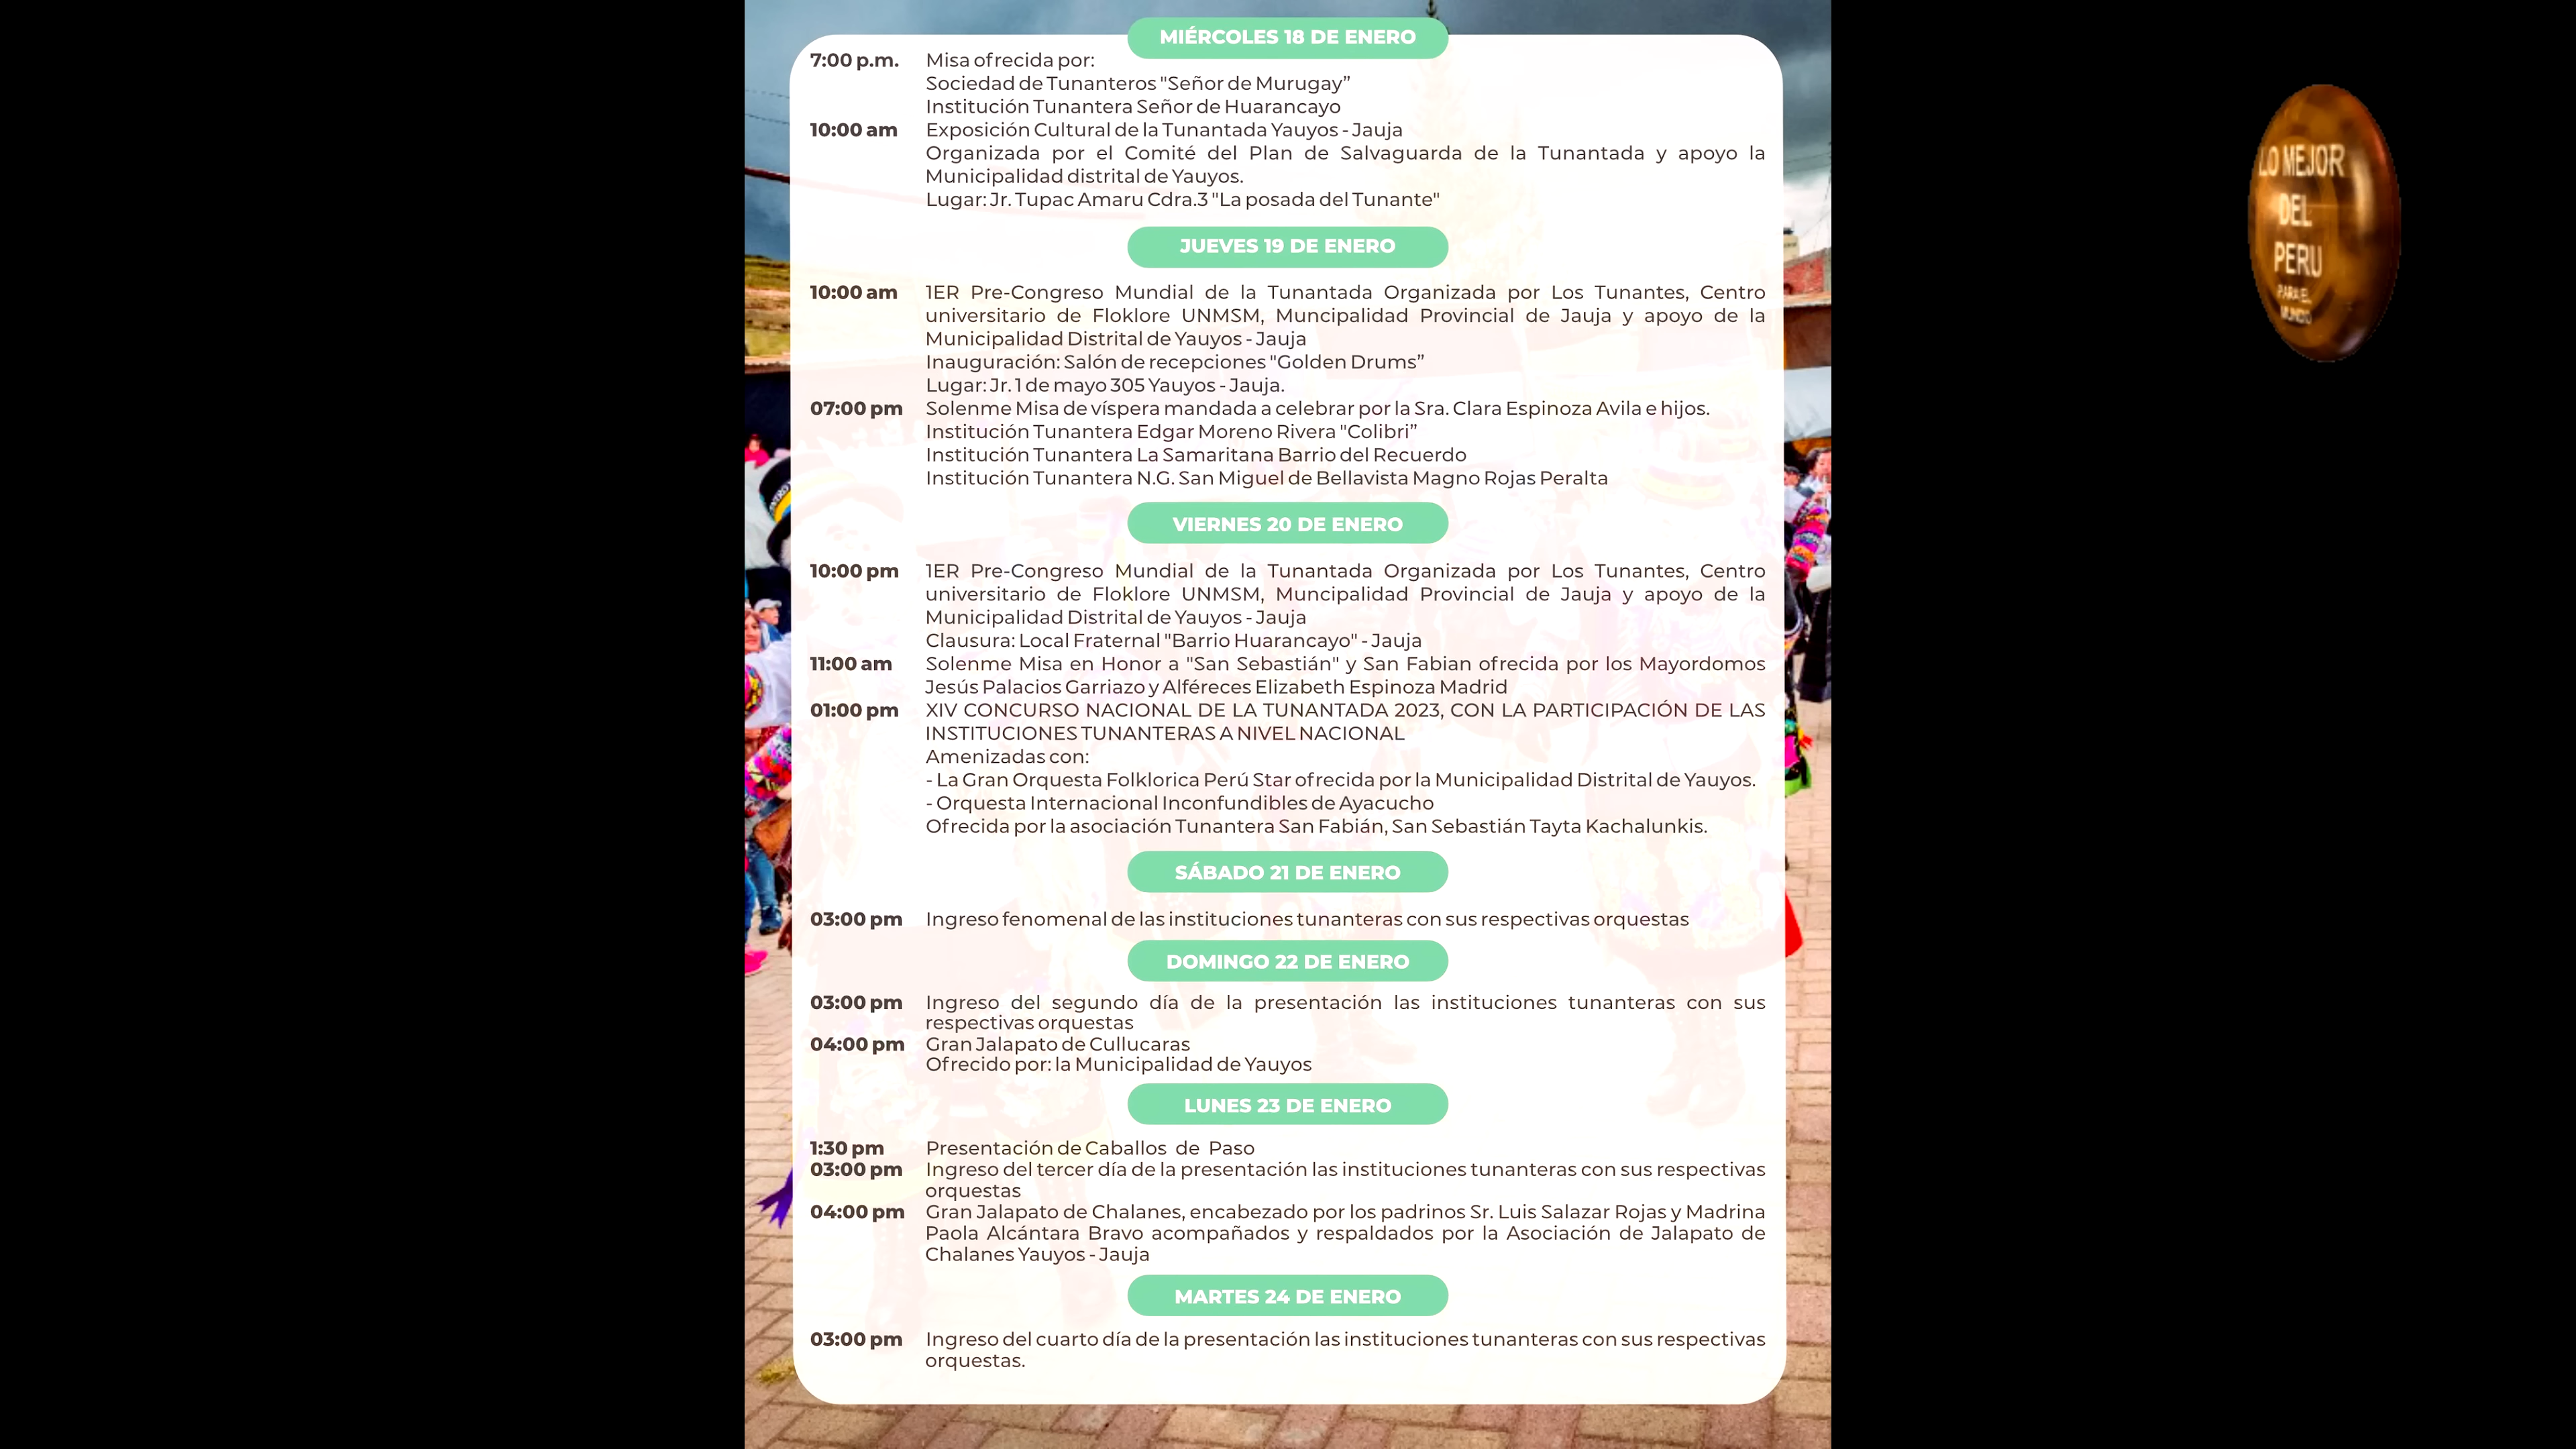 MIÉRCOLES 18 DE ENERO
7:00 p.m. Misa ofrecida por:
Sociedad de Tunanteros "Señor de Murugay”
Institución Tunantera Señor de Huarancayo
10:00 am Exposición Cultural de la Tunantada Yauyos - Jauja
Organizada por el Comité del Plan de Salvaguarda de la Tunantada y apoyo la
Municipalidad distrital de Yauyos.
Lugar: Jr. Tupac Amaru Cdra.3 "La posada del Tunante"
JUEVES 19 DE ENERO
10:00 am 1ER Pre-Congreso Mundial de la Tunantada Organizada por Los Tunantes, Centro
universitario de Floklore UNMSM, Muncipalidad Provincial de Jauja y apoyo de la
Municipalidad Distrital de Yauyos - Jauja
Inauguración: Salón de recepciones "Golden Drums”
Lugar: Jr. 1 de mayo 305 Yauyos - Jauja.
07:00 pm Solenme Misa de víspera mandada a celebrar por la Sra. Clara Espinoza Avila e hijos.
Institución Tunantera Edgar Moreno Rivera "Colibri”
Institución Tunantera La Samaritana Barrio del Recuerdo
Institución Tunantera N.G. San Miguel de Bellavista Magno Rojas Peralta
VIERNES 20 DE ENERO
10:00 pm 1ER Pre-Congreso Mundial de la Tunantada Organizada por Los Tunantes, Centro
universitario de Floklore UNMSM, Muncipalidad Provincial de Jauja y apoyo de la
Municipalidad Distrital de Yauyos - Jauja
Clausura: Local Fraternal "Barrio Huarancayo" - Jauja
11:00 am Solenme Misa en Honor a "San Sebastián" y San Fabian ofrecida por los Mayordomos
Jesús Palacios Garriazo y Alféreces Elizabeth Espinoza Madrid
01:00 pm XIV CONCURSO NACIONAL DE LA TUNANTADA 2023, CON LA PARTICIPACIÓN DE LAS
INSTITUCIONES TUNANTERAS A NIVEL NACIONAL
Amenizadas con:
- La Gran Orquesta Folklorica Perú Star ofrecida por la Municipalidad Distrital de Yauyos.
- Orquesta Internacional Inconfundibles de Ayacucho
Ofrecida por la asociación Tunantera San Fabián, San Sebastián Tayta Kachalunkis.
SÁBADO 21 DE ENERO
03:00 pm Ingreso fenomenal de las instituciones tunanteras con sus respectivas orquestas
DOMINGO 22 DE ENERO
03:00 pm Ingreso del segundo día de la presentación las instituciones tunanteras con sus
respectivas orquestas
04:00 pm Gran Jalapato de Cullucaras
Ofrecido por: la Municipalidad de Yauyos
LUNES 23 DE ENERO
1:30 pm Presentación de Caballos de Paso
03:00 pm Ingreso del tercer día de la presentación las instituciones tunanteras con sus respectivas
orquestas
04:00 pm Gran Jalapato de Chalanes, encabezado por los padrinos Sr. Luis Salazar Rojas y Madrina
Paola Alcántara Bravo acompañados y respaldados por la Asociación de Jalapato de
Chalanes Yauyos - Jauja
MARTES 24 DE ENERO
03:00 pm Ingreso del cuarto día de la presentación las instituciones tunanteras con sus respectivas
orquestas.
LO MEJOR
DEL
PERU
PARA EL
MUNDO